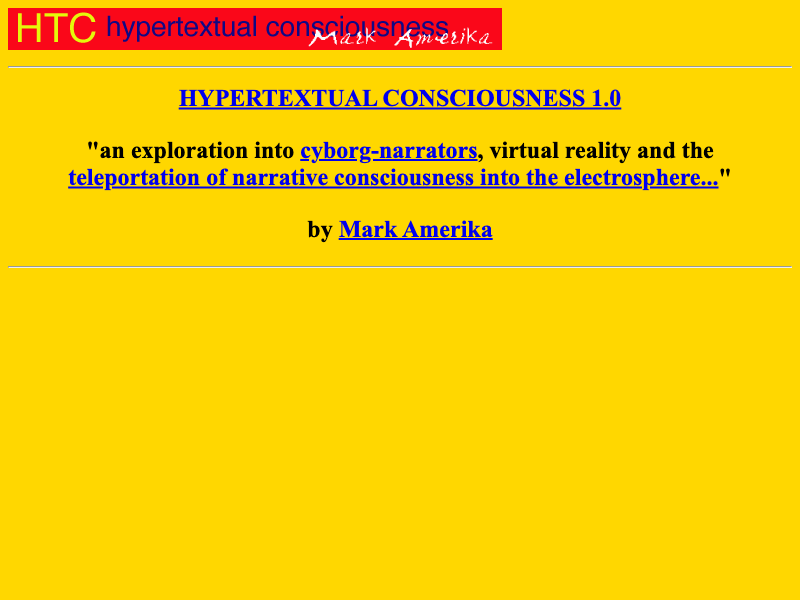 HTC hypertextual consciousness
Mark Amerika
HYPERTEXTUAL CONSCIOUSNESS 1.0
"an exploration into cyborg-narrators, virtual reality and the
teleportation of narrative consciousness into the electrosphere..."
by Mark Amerika